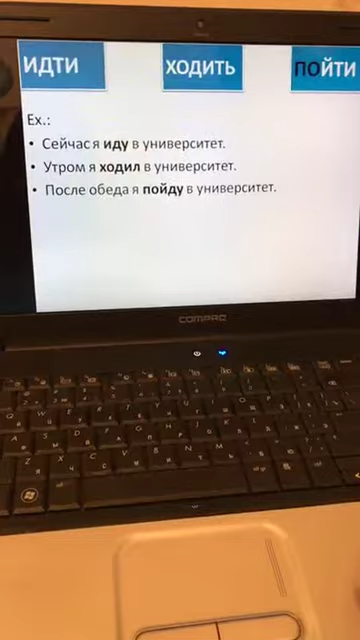 ИДТИ ХОДИТЬ ПОЙТИ
Ex.:
• Сейчас я иду в университет.
• Утром я ходил в университет.
• После обеда я пойду в университет.
COMPAQ